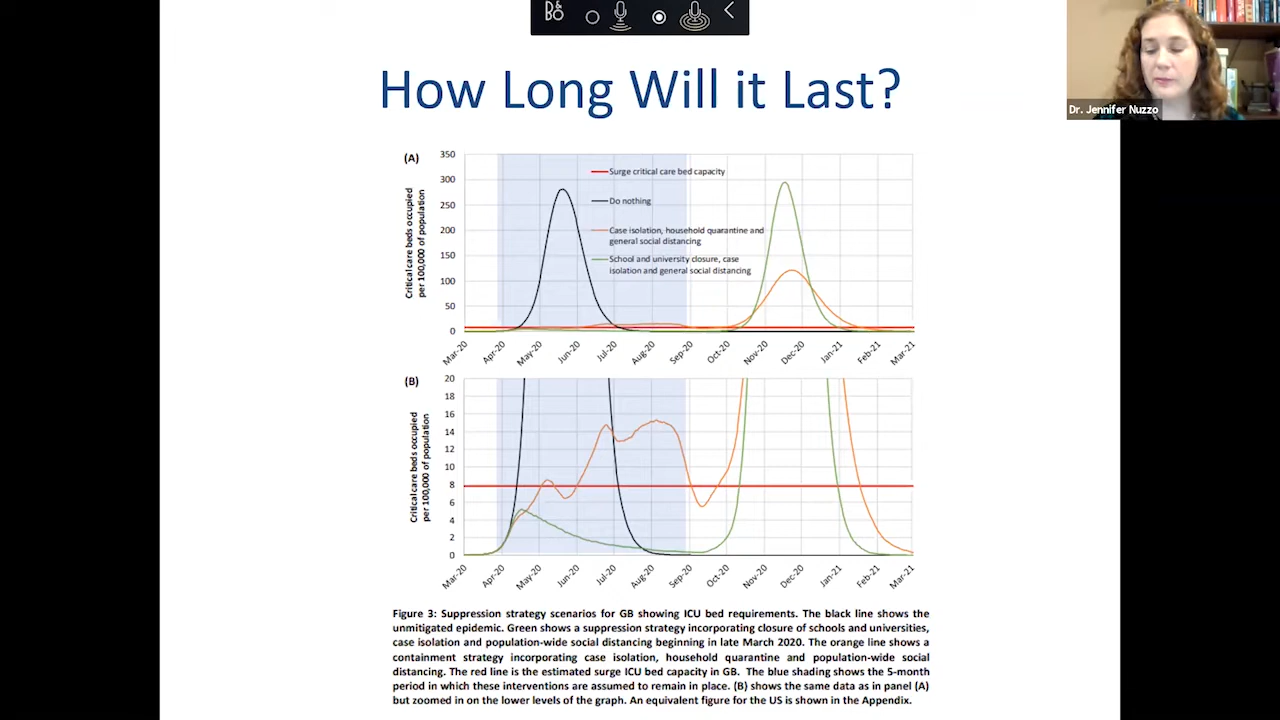 B&O
How Long Will it Last?
Dr. Jennifer Nuzzo
(A)
Critical care beds occupied
per 100,000 of population
350
300
250
200
150
100
50
0
Surge critical care bed capacity
Do nothing
Case isolation, household quarantine and
general social distancing
School and university closure, case
isolation and general social distancing
Mar-20 Apr-20 May-20 Jun-20 Jul-20 Aug-20 Sep-20 Oct-20 Nov-20 Dec-20 Jan-21 Feb-21 Mar-21
(B)
Critical care beds occupied
per 100,000 of population
20
18
16
14
12
10
8
6
4
2
0
Mar-20 Apr-20 May-20 Jun-20 Jul-20 Aug-20 Sep-20 Oct-20 Nov-20 Dec-20 Jan-21 Feb-21 Mar-21
Figure 3: Suppression strategy scenarios for GB showing ICU bed requirements. The black line shows the
unmitigated epidemic. Green shows a suppression strategy incorporating closure of schools and universities,
case isolation and population-wide social distancing beginning in late March 2020. The orange line shows a
containment strategy incorporating case isolation, household quarantine and population-wide social
distancing. The red line is the estimated surge ICU bed capacity in GB. The blue shading shows the 5-month
period in which these interventions are assumed to remain in place. (B) shows the same data as in panel (A)
but zoomed in on the lower levels of the graph. An equivalent figure for the US is shown in the Appendix.